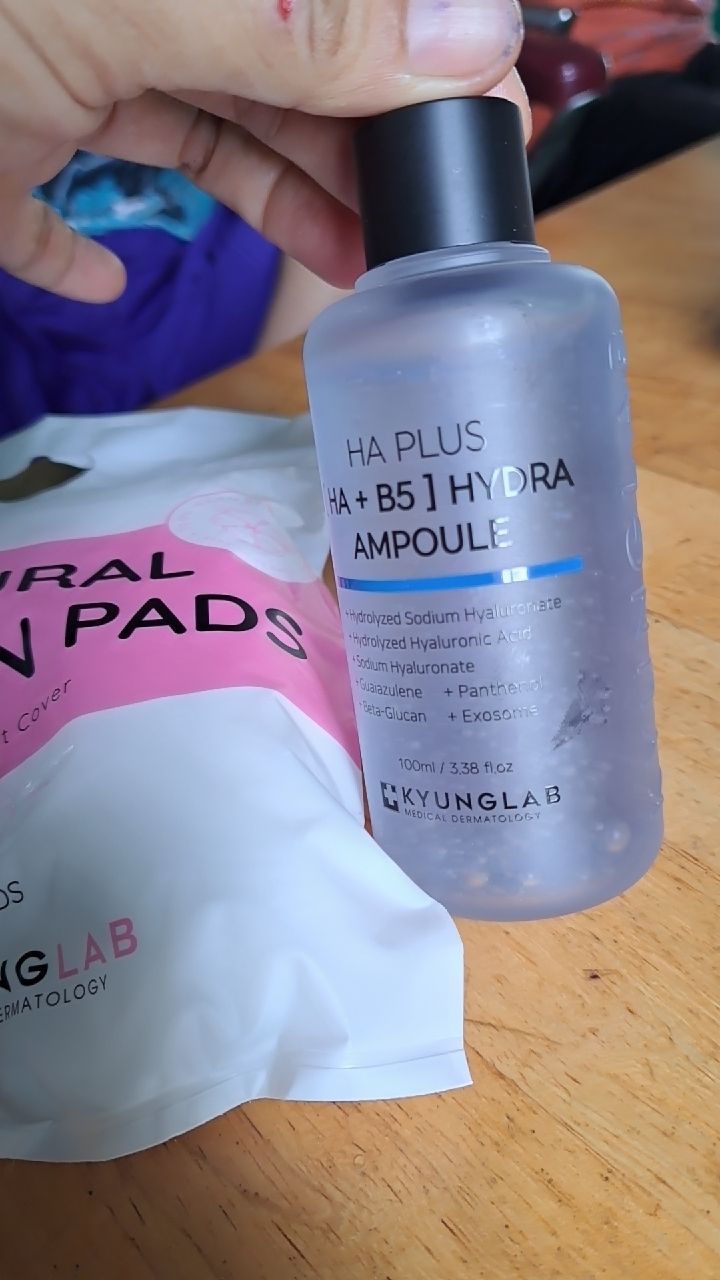 URAL
N PADS
t Cover
DS
NGLAB
ERMATOLOGY
HA PLUS
[HA + B5] HYDRA
AMPOULE
+ Hydrolyzed Sodium Hyaluronate
+ Hydrolyzed Hyaluronic Acid
+ Sodium Hyaluronate
+ Guaiazulene + Panthenol
+ Beta-Glucan + Exosome
100ml / 3.38 fl.oz
KYUNGLAB
MEDICAL DERMATOLOGY